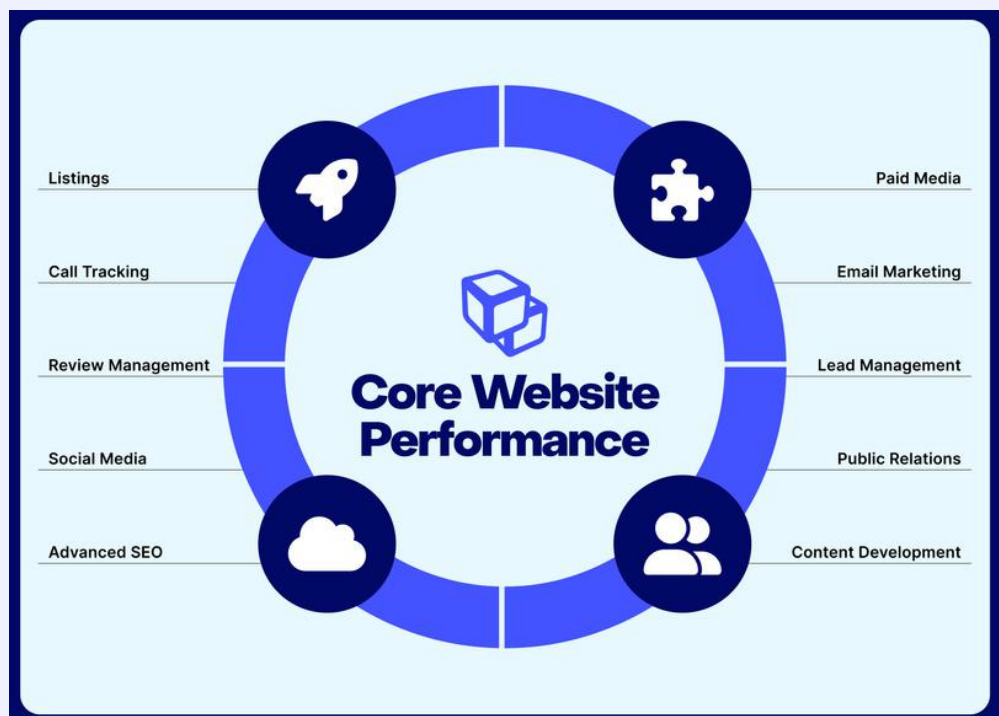 Listings
Call Tracking
Review Management
Social Media
Advanced SEO
Core Website
Performance
Paid Media
Email Marketing
Lead Management
Public Relations
Content Development